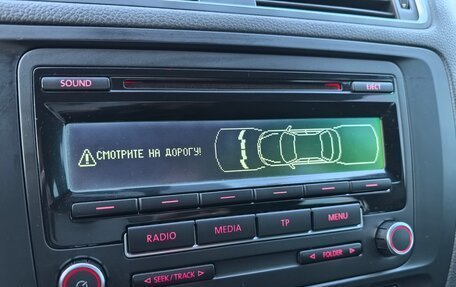 SOUND
EJECT
СМОТРИТЕ НА ДОРОГУ!
RADIO
MEDIA
TP
MENU
SEEK/TRACK
FOLDER